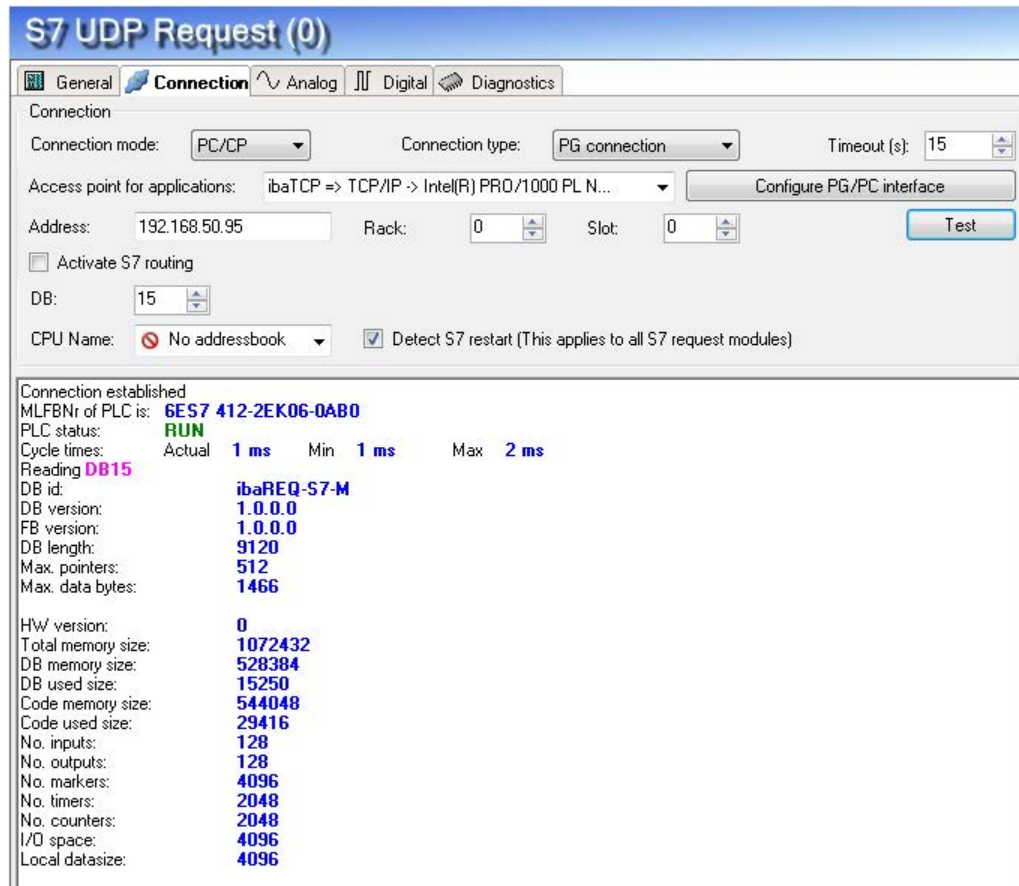 S7 UDP Request (0)
General Connection Analog Digital Diagnostics
Connection
Connection mode: PC/CP Connection type: PG connection Timeout (s): 15
Access point for applications: ibaTCP => TCP/IP -> Intel(R) PRO/1000 PL N... Configure PG/PC interface
Address: 192.168.50.95 Rack: 0 Slot: 0 Test
Activate S7 routing
DB: 15
CPU Name: No addressbook Detect S7 restart (This applies to all S7 request modules)
Connection established
MLFBNr of PLC is: 6ES7 412-2EK06-0AB0
PLC status: RUN
Cycle times: Actual 1 ms Min 1 ms Max 2 ms
Reading DB15
DB id: ibaREQ-S7-M
DB version: 1.0.0.0
FB version: 1.0.0.0
DB length: 9120
Max. pointers: 512
Max. data bytes: 1466
HW version: 0
Total memory size: 1072432
DB memory size: 528384
DB used size: 15250
Code memory size: 544048
Code used size: 29416
No. inputs: 128
No. outputs: 128
No. markers: 4096
No. timers: 2048
No. counters: 2048
I/O space: 4096
Local datasize: 4096